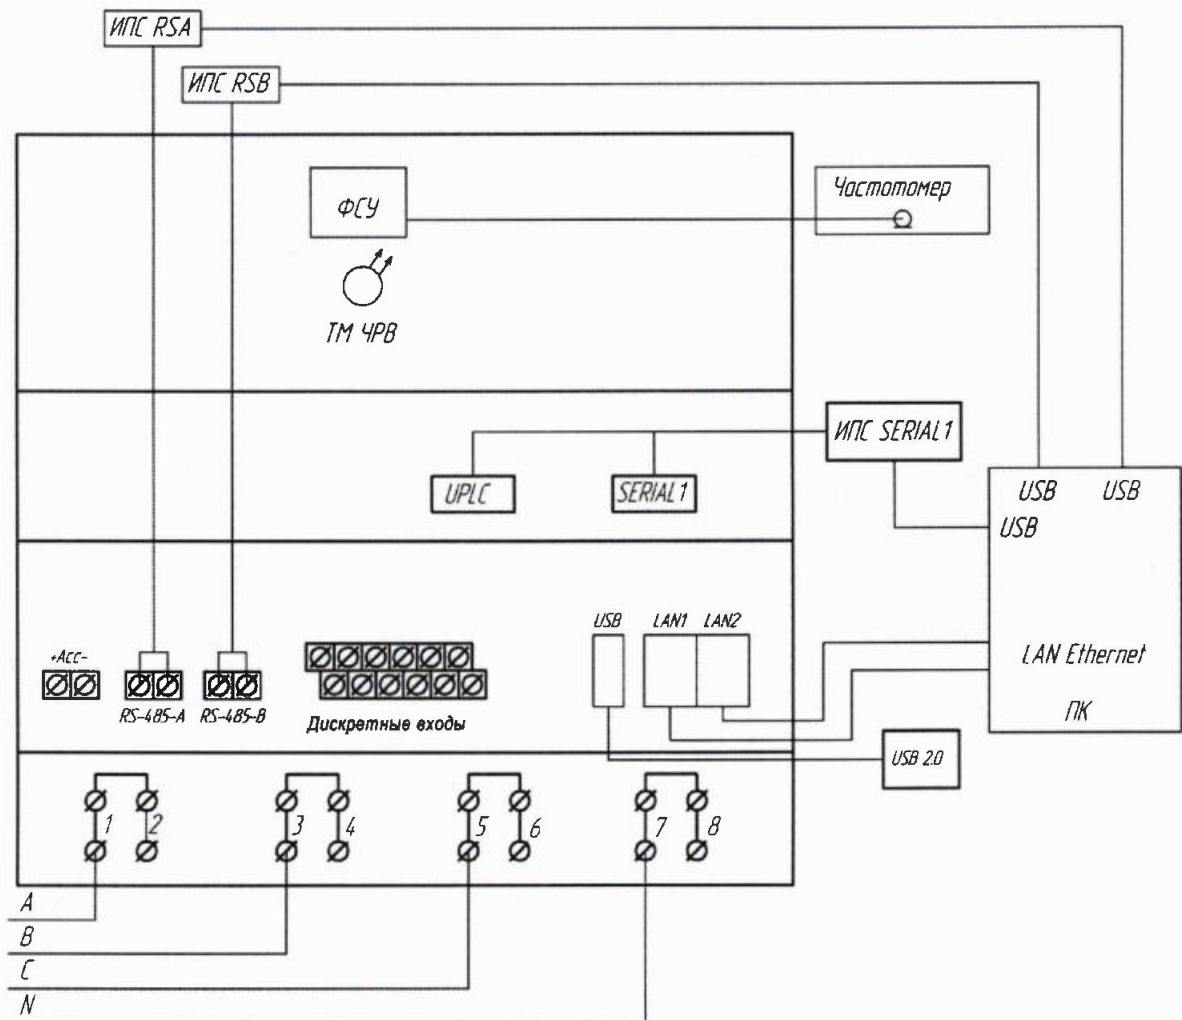 ИПС RSA
ИПС RSB
ФСУ
Частотомер
ТМ ЧРВ
ИПС SERIAL1
UPLC
SERIAL1
USB USB
USB
USB LAN1 LAN2
+Acc-
LAN Ethernet
RS-485-A RS-485-B
Дискретные входы
ПК
USB 2.0
1 2 3 4 5 6 7 8
A
B
C
N